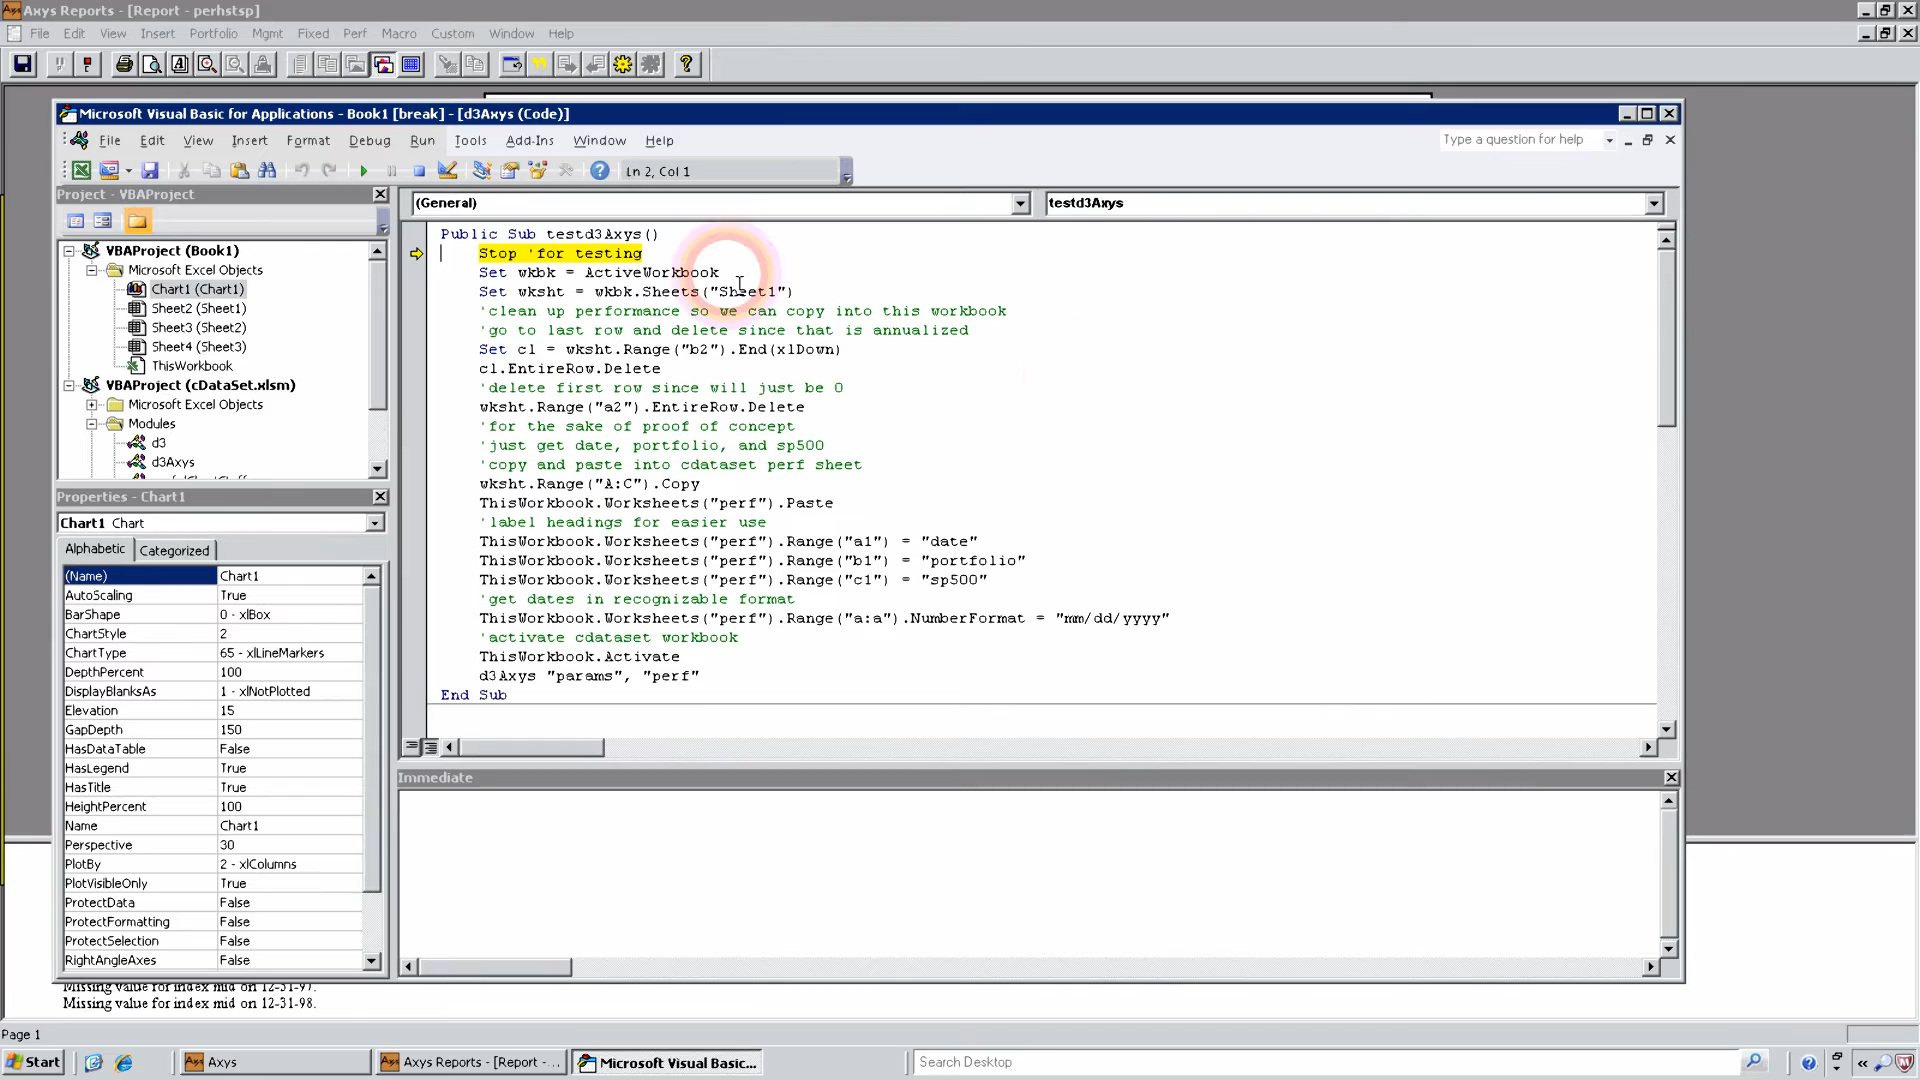 Axys Reports - [Report - perhstsp]
File Edit View Insert Portfolio Mgmt Fixed Perf Macro Custom Window Help
Microsoft Visual Basic for Applications - Book1 [break] - [d3Axys (Code)]
File Edit View Insert Format Debug Run Tools Add-Ins Window Help
Type a question for help
Ln 2, Col 1
Project - VBAProject
(General)
testd3Axys
VBAProject (Book1)
Microsoft Excel Objects
Chart1 (Chart1)
Sheet2 (Sheet1)
Sheet3 (Sheet2)
Sheet4 (Sheet3)
ThisWorkbook
VBAProject (cDataSet.xlsm)
Microsoft Excel Objects
Modules
d3
d3Axys
Public Sub testd3Axys()
Stop 'for testing
Set wkbk = ActiveWorkbook
Set wksht = wkbk.Sheets("Sheet1")
'clean up performance so we can copy into this workbook
'go to last row and delete since that is annualized
Set cl = wksht.Range("b2").End(xlDown)
cl.EntireRow.Delete
'delete first row since will just be 0
wksht.Range("a2").EntireRow.Delete
'for the sake of proof of concept
'just get date, portfolio, and sp500
'copy and paste into cdataset perf sheet
wksht.Range("A:C").Copy
ThisWorkbook.Worksheets("perf").Paste
'label headings for easier use
ThisWorkbook.Worksheets("perf").Range("a1") = "date"
ThisWorkbook.Worksheets("perf").Range("b1") = "portfolio"
ThisWorkbook.Worksheets("perf").Range("c1") = "sp500"
'get dates in recognizable format
ThisWorkbook.Worksheets("perf").Range("a:a").NumberFormat = "mm/dd/yyyy"
'activate cdataset workbook
ThisWorkbook.Activate
d3Axys "params", "perf"
End Sub
Properties - Chart1
Chart1 Chart
Alphabetic Categorized
(Name) Chart1
AutoScaling True
BarShape 0 - xlBox
ChartStyle 2
ChartType 65 - xlLineMarkers
DepthPercent 100
DisplayBlanksAs 1 - xlNotPlotted
Elevation 15
GapDepth 150
HasDataTable False
HasLegend True
HasTitle True
HeightPercent 100
Name Chart1
Perspective 30
PlotBy 2 - xlColumns
PlotVisibleOnly True
ProtectData False
ProtectFormatting False
ProtectSelection False
RightAngleAxes False
Immediate
Missing value for index mid on 12-31-97.
Missing value for index mid on 12-31-98.
Page 1
Start
Axys
Axys Reports - [Report - ...
Microsoft Visual Basic...
Search Desktop